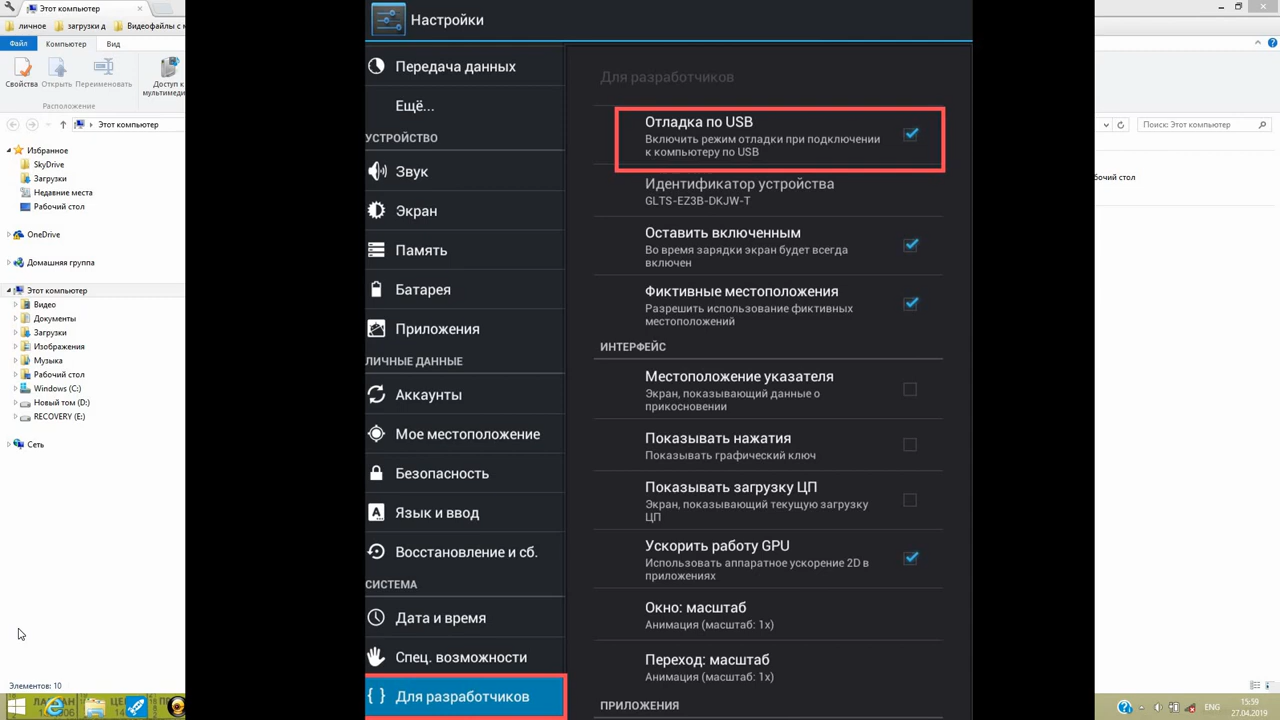 Этот компьютер
личное
загрузки д
Видеофайлы с м
Файл
Компьютер
Вид
Свойства
Открыть
Переименовать
Доступ к
мультимеди
Расположение
Этот компьютер
Избранное
SkyDrive
Загрузки
Недавние места
Рабочий стол
OneDrive
Домашняя группа
Этот компьютер
Видео
Документы
Загрузки
Изображения
Музыка
Рабочий стол
Windows (C:)
Новый том (D:)
RECOVERY (E:)
Сеть
Элементов: 10
Настройки
Передача данных
Ещё...
УСТРОЙСТВО
Звук
Экран
Память
Батарея
Приложения
ЛИЧНЫЕ ДАННЫЕ
Аккаунты
Мое местоположение
Безопасность
Язык и ввод
Восстановление и сб.
СИСТЕМА
Дата и время
Спец. возможности
{ } Для разработчиков
Для разработчиков
Отладка по USB
Включить режим отладки при подключении
к компьютеру по USB
Идентификатор устройства
GLTS-EZ3B-DKJW-T
Оставить включенным
Во время зарядки экран будет всегда
включен
Фиктивные местоположения
Разрешить использование фиктивных
местоположений
ИНТЕРФЕЙС
Местоположение указателя
Экран, показывающий данные о
прикосновении
Показывать нажатия
Показывать графический ключ
Показывать загрузку ЦП
Экран, показывающий текущую загрузку
ЦП
Ускорить работу GPU
Использовать аппаратное ускорение 2D в
приложениях
Окно: масштаб
Анимация (масштаб: 1x)
Переход: масштаб
Анимация (масштаб: 1x)
ПРИЛОЖЕНИЯ
Поиск: Этот компьютер
бочий стол
ENG
15:59
27.04.2019